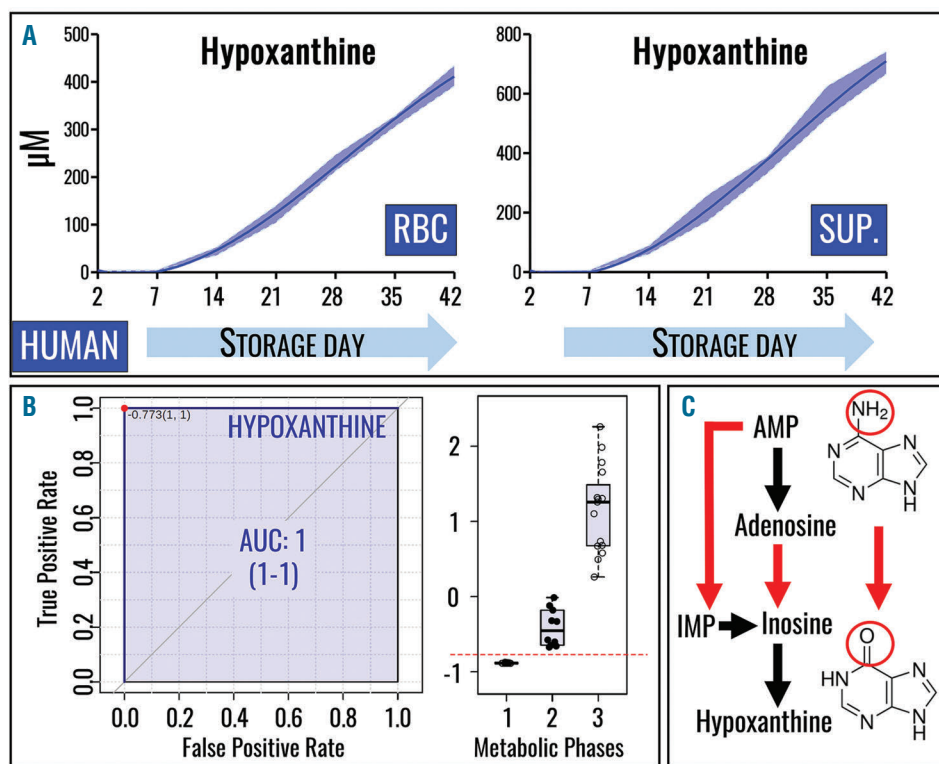 A
Hypoxanthine
500
400
300
200
100
0
µM
RBC
2 7 14 21 28 35 42
HUMAN
STORAGE DAY
Hypoxanthine
800
600
400
200
0
SUP.
2 7 14 21 28 35 42
STORAGE DAY
B
True Positive Rate
1.0
0.8
0.6
0.4
0.2
0.0
-0.773(1, 1)
HYPOXANTHINE
AUC: 1
(1-1)
0.0 0.2 0.4 0.6 0.8 1.0
False Positive Rate
2
1
0
-1
1 2 3
Metabolic Phases
C
AMP
Adenosine
IMP
Inosine
Hypoxanthine
NH2
N
N
N
N
H
O
HN
N
N
N
H